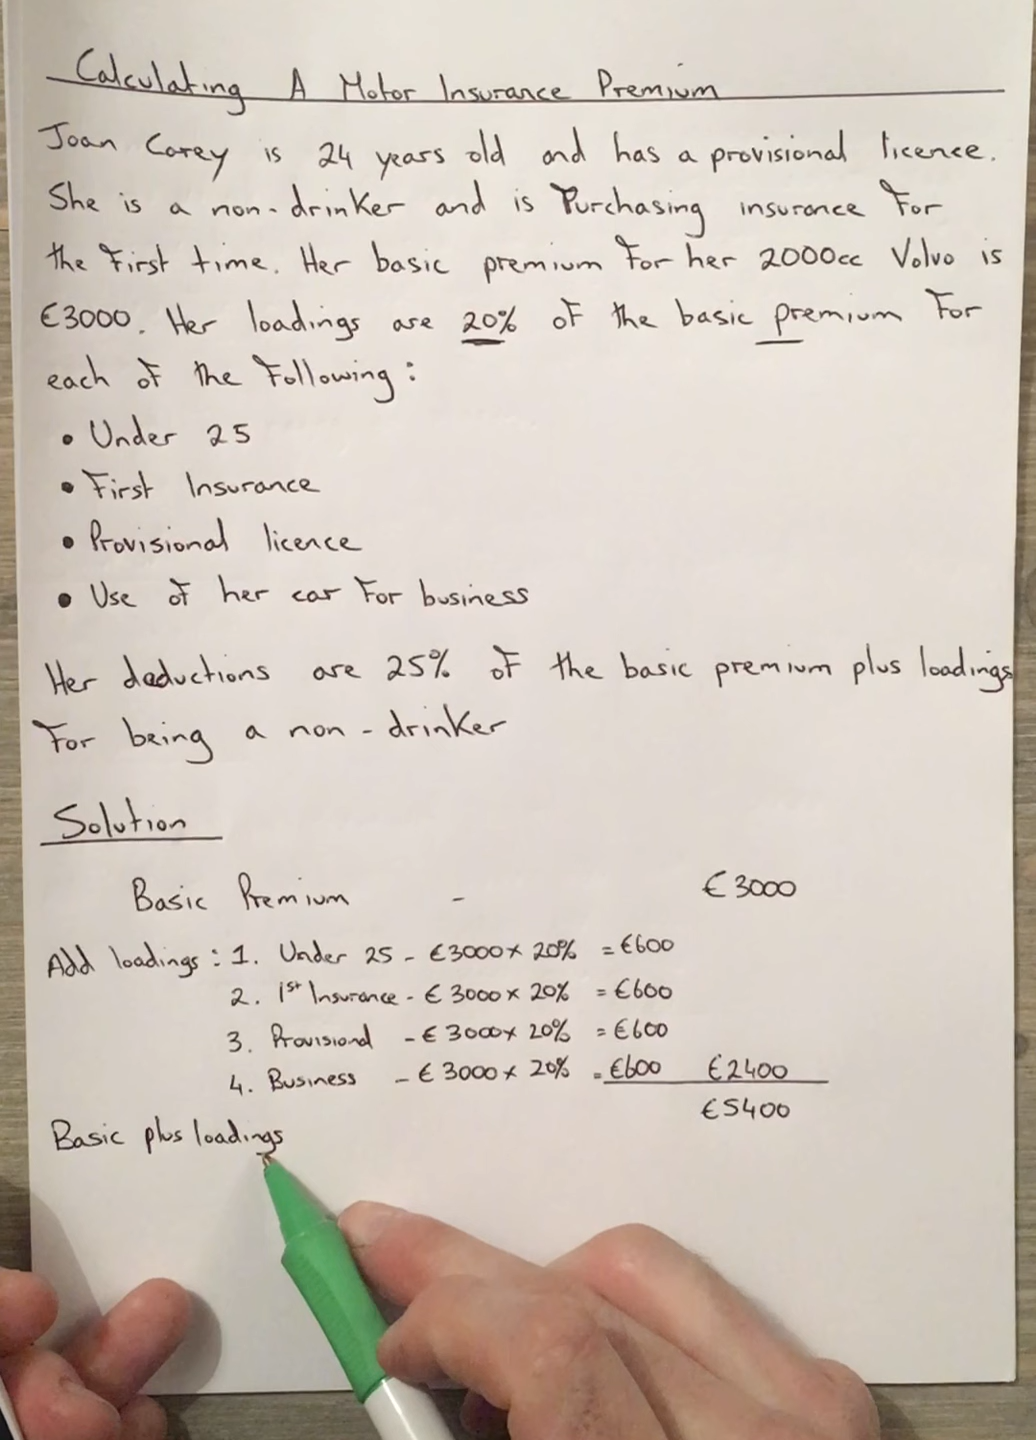 Calculating A Motor Insurance Premium
Joan Carey is 24 years old and has a provisional licence.
She is a non-drinker and is Purchasing insurance For
the First time. Her basic premium For her 2000cc Volvo is
€3000. Her loadings are 20% of the basic premium For
each of the Following:
• Under 25
• First Insurance
• Provisional licence
• Use of her car For business
Her deductions are 25% of the basic premium plus loadings
For being a non-drinker
Solution
Basic Premium - €3000
Add loadings: 1. Under 25 - €3000 x 20% = €600
2. 1st Insurance - €3000 x 20% = €600
3. Provisional - €3000 x 20% = €600
4. Business - €3000 x 20% = €600 €2400
€5400
Basic plus loadings